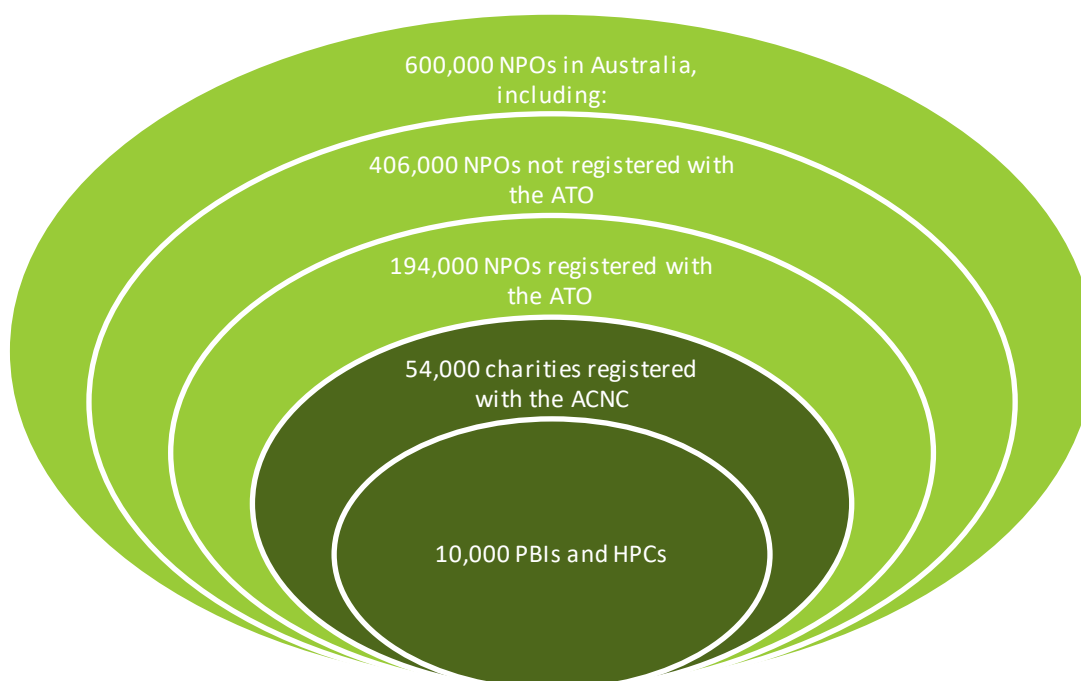 600,000 NPOs in Australia,
including:
406,000 NPOs not registered with
the ATO
194,000 NPOs registered with
the ATO
54,000 charities registered
with the ACNC
10,000 PBIs and HPCs